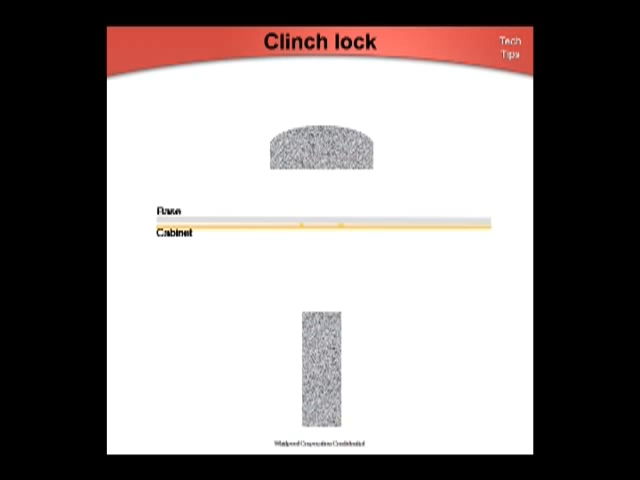 Clinch lock
Tech
Tips
Base
Cabinet
Whirlpool Corporation Confidential